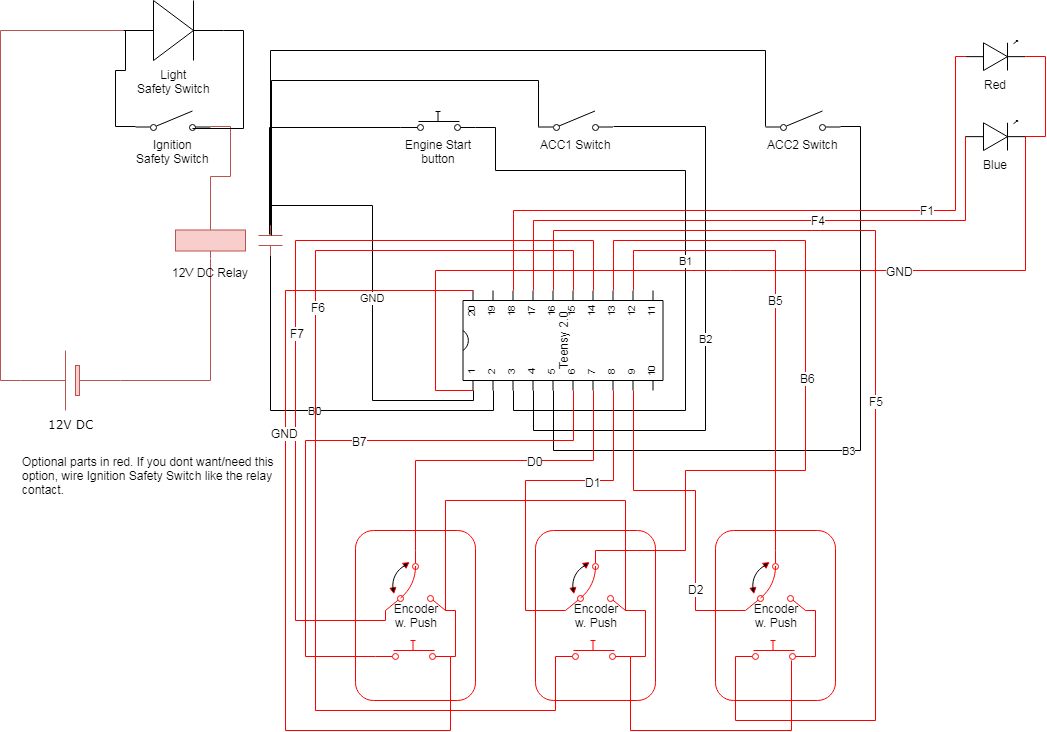 Light
Safety Switch
Ignition
Safety Switch
Engine Start
button
ACC1 Switch
ACC2 Switch
Red
Blue
F1
F4
12V DC Relay
B1
GND
GND
F6
B5
F7
20
19
18
17
16
15
14
13
12
11
Teensy 2.0
B2
1
2
3
4
5
6
7
8
9
10
B6
F5
B0
12V DC
GND
B7
B3
Optional parts in red. If you dont want/need this
option, wire Ignition Safety Switch like the relay
contact.
D0
D1
D2
Encoder
w. Push
Encoder
w. Push
Encoder
w. Push